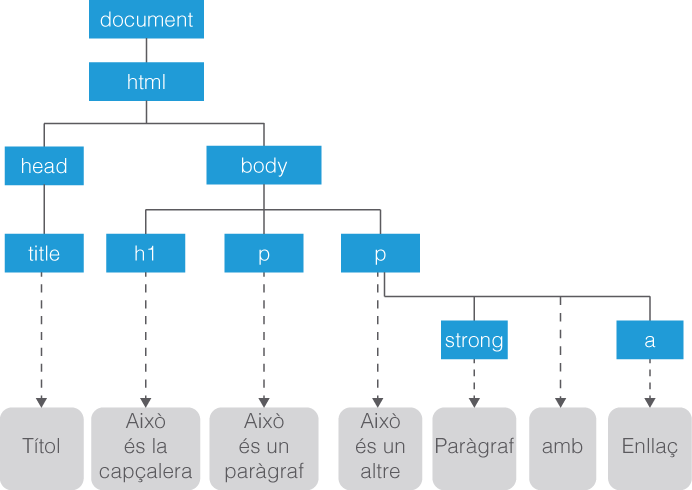 document
html
head
body
title
h1
p
p
strong
a
Títol
Això
és la
capçalera
Això
és un
paràgraf
Això
és un
altre
Paràgraf
amb
Enllaç